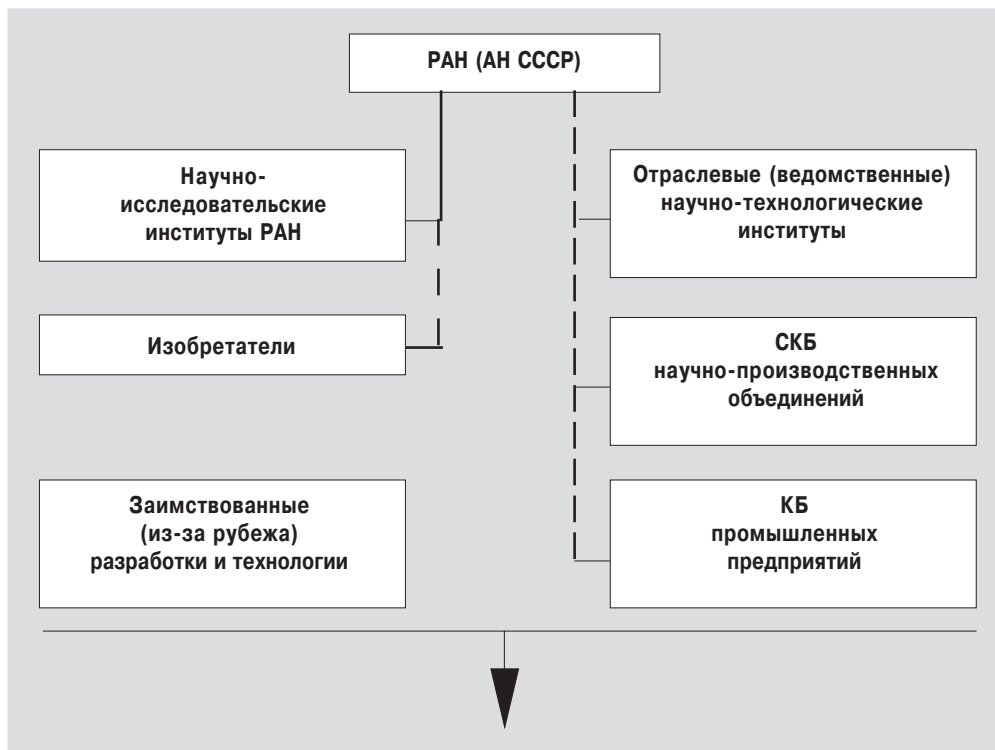 РАН (АН СССР)
Научно-
исследовательские
институты РАН
Изобретатели
Заимствованные
(из-за рубежа)
разработки и технологии
Отраслевые (ведомственные)
научно-технологические
институты
СКБ
научно-производственных
объединений
КБ
промышленных
предприятий